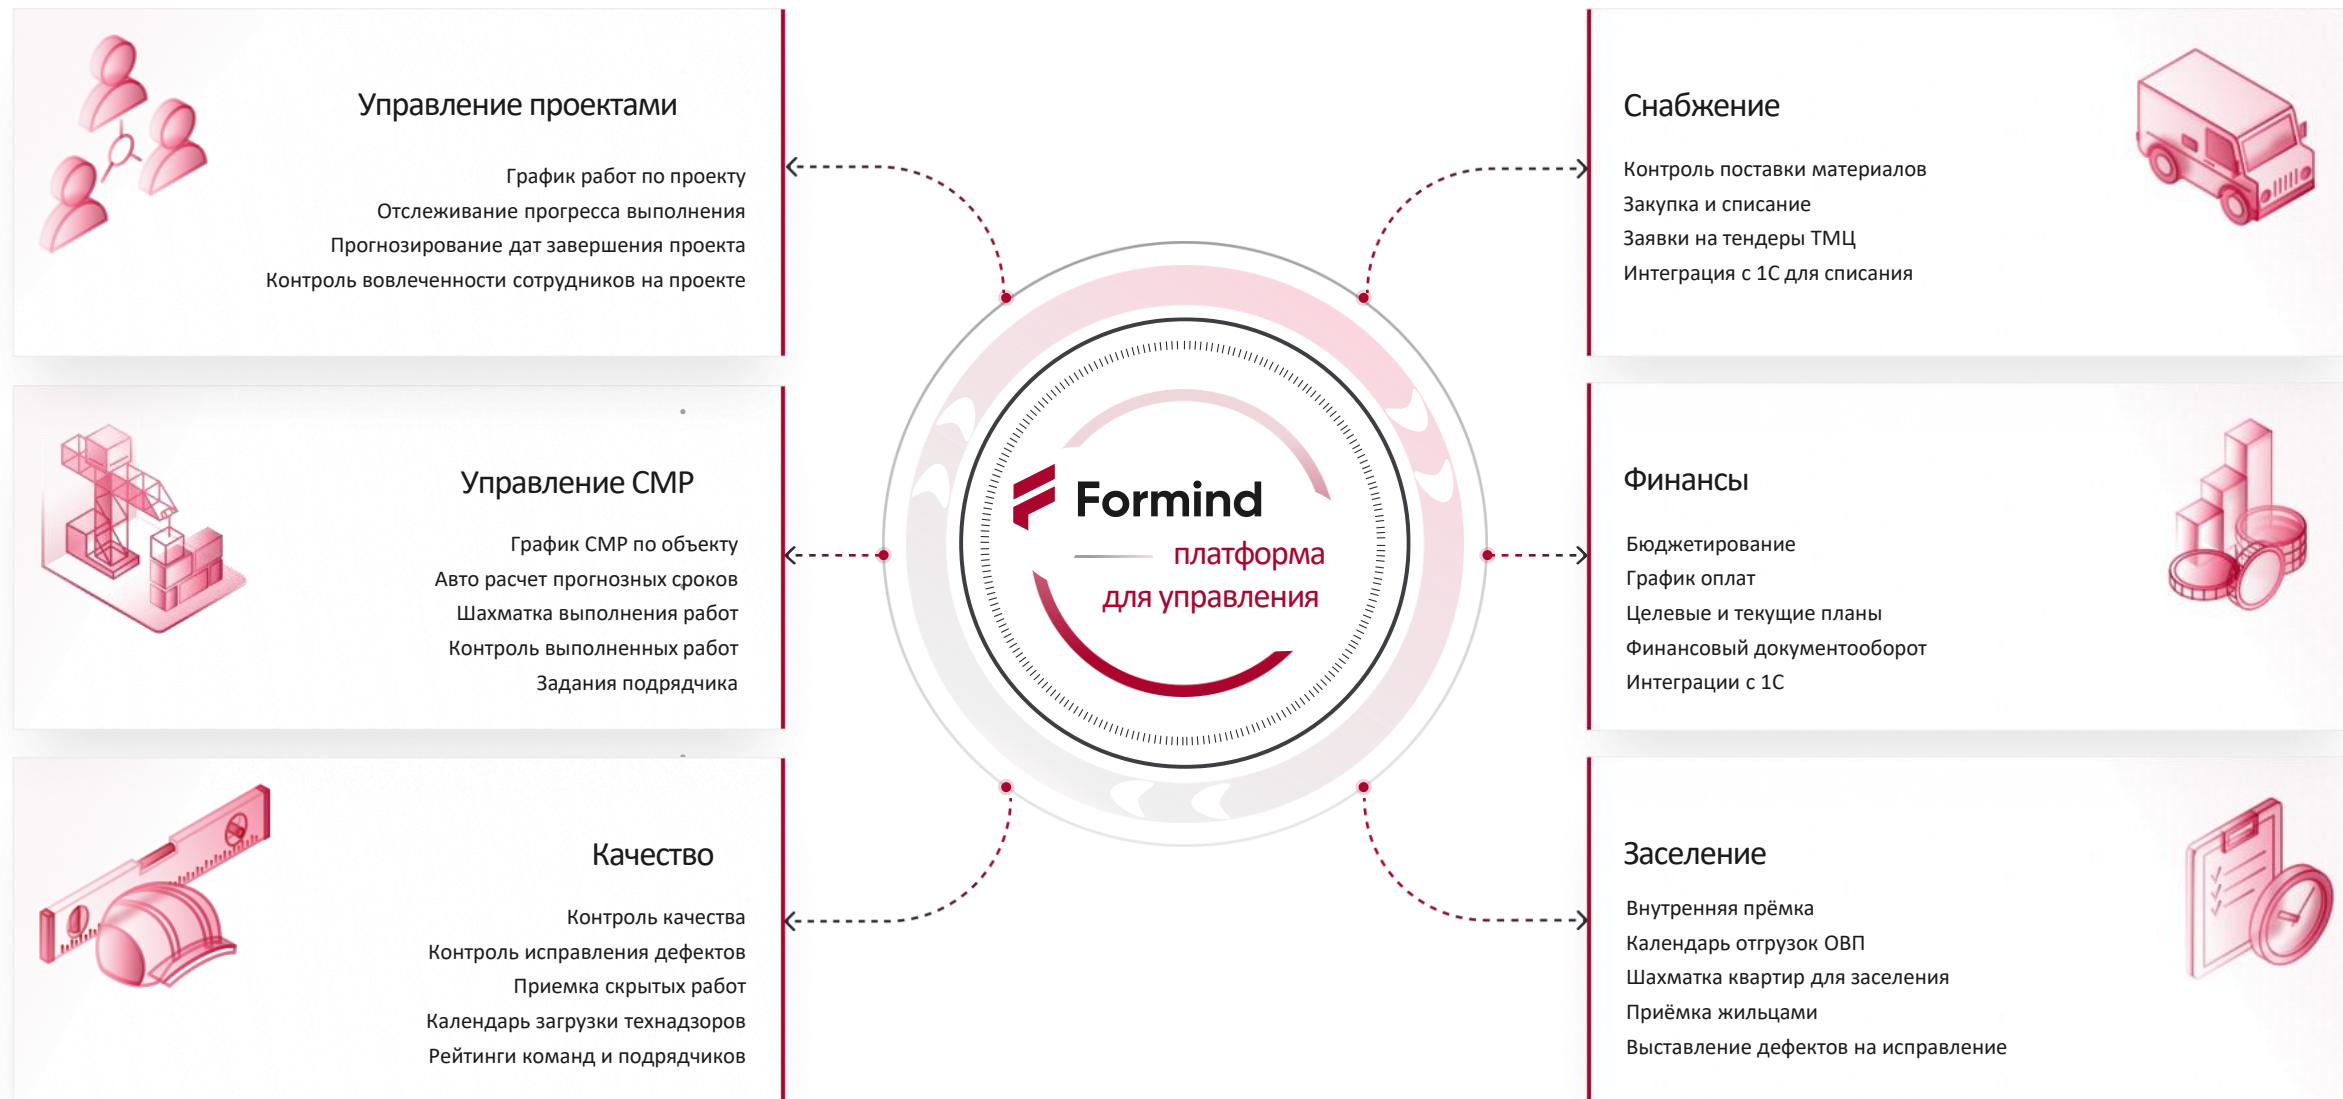 Управление проектами
График работ по проекту
Отслеживание прогресса выполнения
Прогнозирование дат завершения проекта
Контроль вовлеченности сотрудников на проекте
Управление СМР
График СМР по объекту
Авто расчет прогнозных сроков
Шахматка выполнения работ
Контроль выполненных работ
Задания подрядчика
Качество
Контроль качества
Контроль исправления дефектов
Приемка скрытых работ
Календарь загрузки технадзоров
Рейтинги команд и подрядчиков
Formind
платформа
для управления
Снабжение
Контроль поставки материалов
Закупка и списание
Заявки на тендеры ТМЦ
Интеграция с 1С для списания
Финансы
Бюджетирование
График оплат
Целевые и текущие планы
Финансовый документооборот
Интеграции с 1С
Заселение
Внутренняя прёмка
Календарь отгрузок ОВП
Шахматка квартир для заселения
Приёмка жильцами
Выставление дефектов на исправление